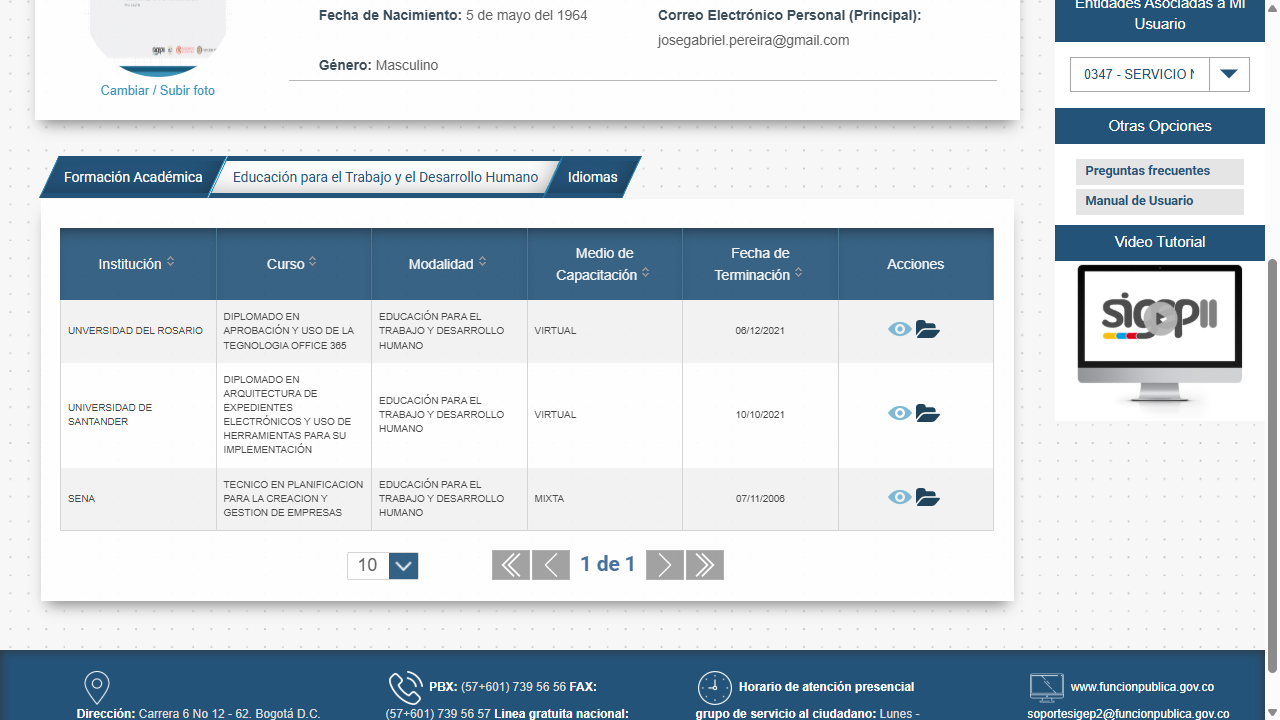 Fecha de Nacimiento: 5 de mayo del 1964
Correo Electrónico Personal (Principal):
josegabriel.pereira@gmail.com
Género: Masculino
Cambiar / Subir foto
Entidades Asociadas a Mi
Usuario
0347 - SERVICIO N
Otras Opciones
Preguntas frecuentes
Manual de Usuario
Video Tutorial
sigepII
Formación Académica
Educación para el Trabajo y el Desarrollo Humano
Idiomas
Institución
Curso
Modalidad
Medio de
Capacitación
Fecha de
Terminación
Acciones
UNVERSIDAD DEL ROSARIO
DIPLOMADO EN
APROBACIÓN Y USO DE LA
TEGNOLOGIA OFFICE 365
EDUCACIÓN PARA EL
TRABAJO Y DESARROLLO
HUMANO
VIRTUAL
06/12/2021
UNIVERSIDAD DE
SANTANDER
DIPLOMADO EN
ARQUITECTURA DE
EXPEDIENTES
ELECTRÓNICOS Y USO DE
HERRAMIENTAS PARA SU
IMPLEMENTACIÓN
EDUCACIÓN PARA EL
TRABAJO Y DESARROLLO
HUMANO
VIRTUAL
10/10/2021
SENA
TECNICO EN PLANIFICACION
PARA LA CREACION Y
GESTION DE EMPRESAS
EDUCACIÓN PARA EL
TRABAJO Y DESARROLLO
HUMANO
MIXTA
07/11/2006
10
1 de 1
Dirección: Carrera 6 No 12 - 62. Bogotá D.C.
PBX: (57+601) 739 56 56 FAX:
(57+601) 739 56 57 Linea gratuita nacional:
Horario de atención presencial
grupo de servicio al ciudadano: Lunes -
www.funcionpublica.gov.co
soportesigep2@funcionpublica.gov.co